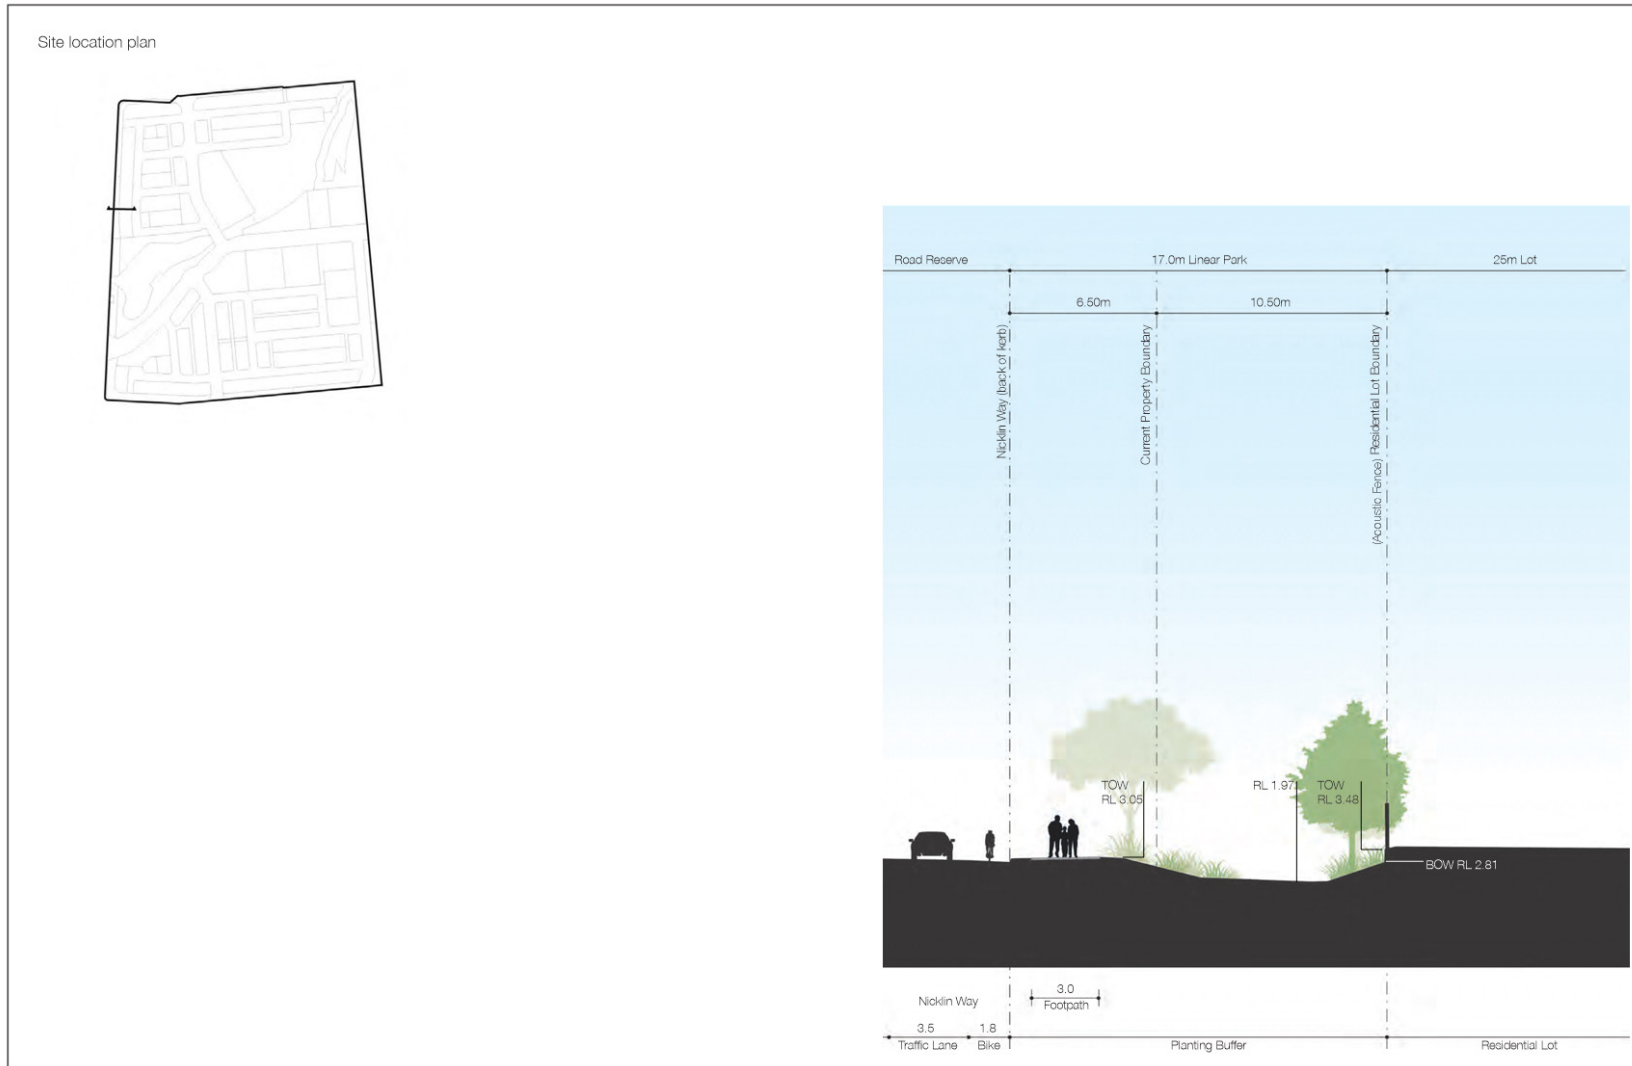 Site location plan
Road Reserve
17.0m Linear Park
25m Lot
6.50m
10.50m
Nicklin Way (back of kerb)
Current Property Boundary
(Acoustic Fence) Residential Lot Boundary
TOW
RL 3.05
RL 1.97
TOW
RL 3.48
BOW RL 2.81
Nicklin Way
3.0
Footpath
3.5
1.8
Traffic Lane
Bike
Planting Buffer
Residential Lot